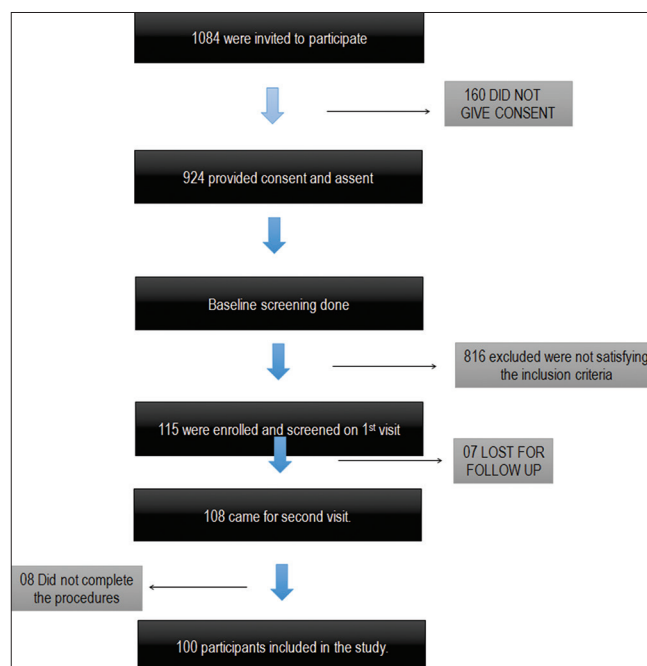 1084 were invited to participate
160 DID NOT
GIVE CONSENT
924 provided consent and assent
Baseline screening done
816 excluded were not satisfying
the inclusion criteria
115 were enrolled and screened on 1st visit
07 LOST FOR
FOLLOW UP
108 came for second visit.
08 Did not complete
the procedures
100 participants included in the study.